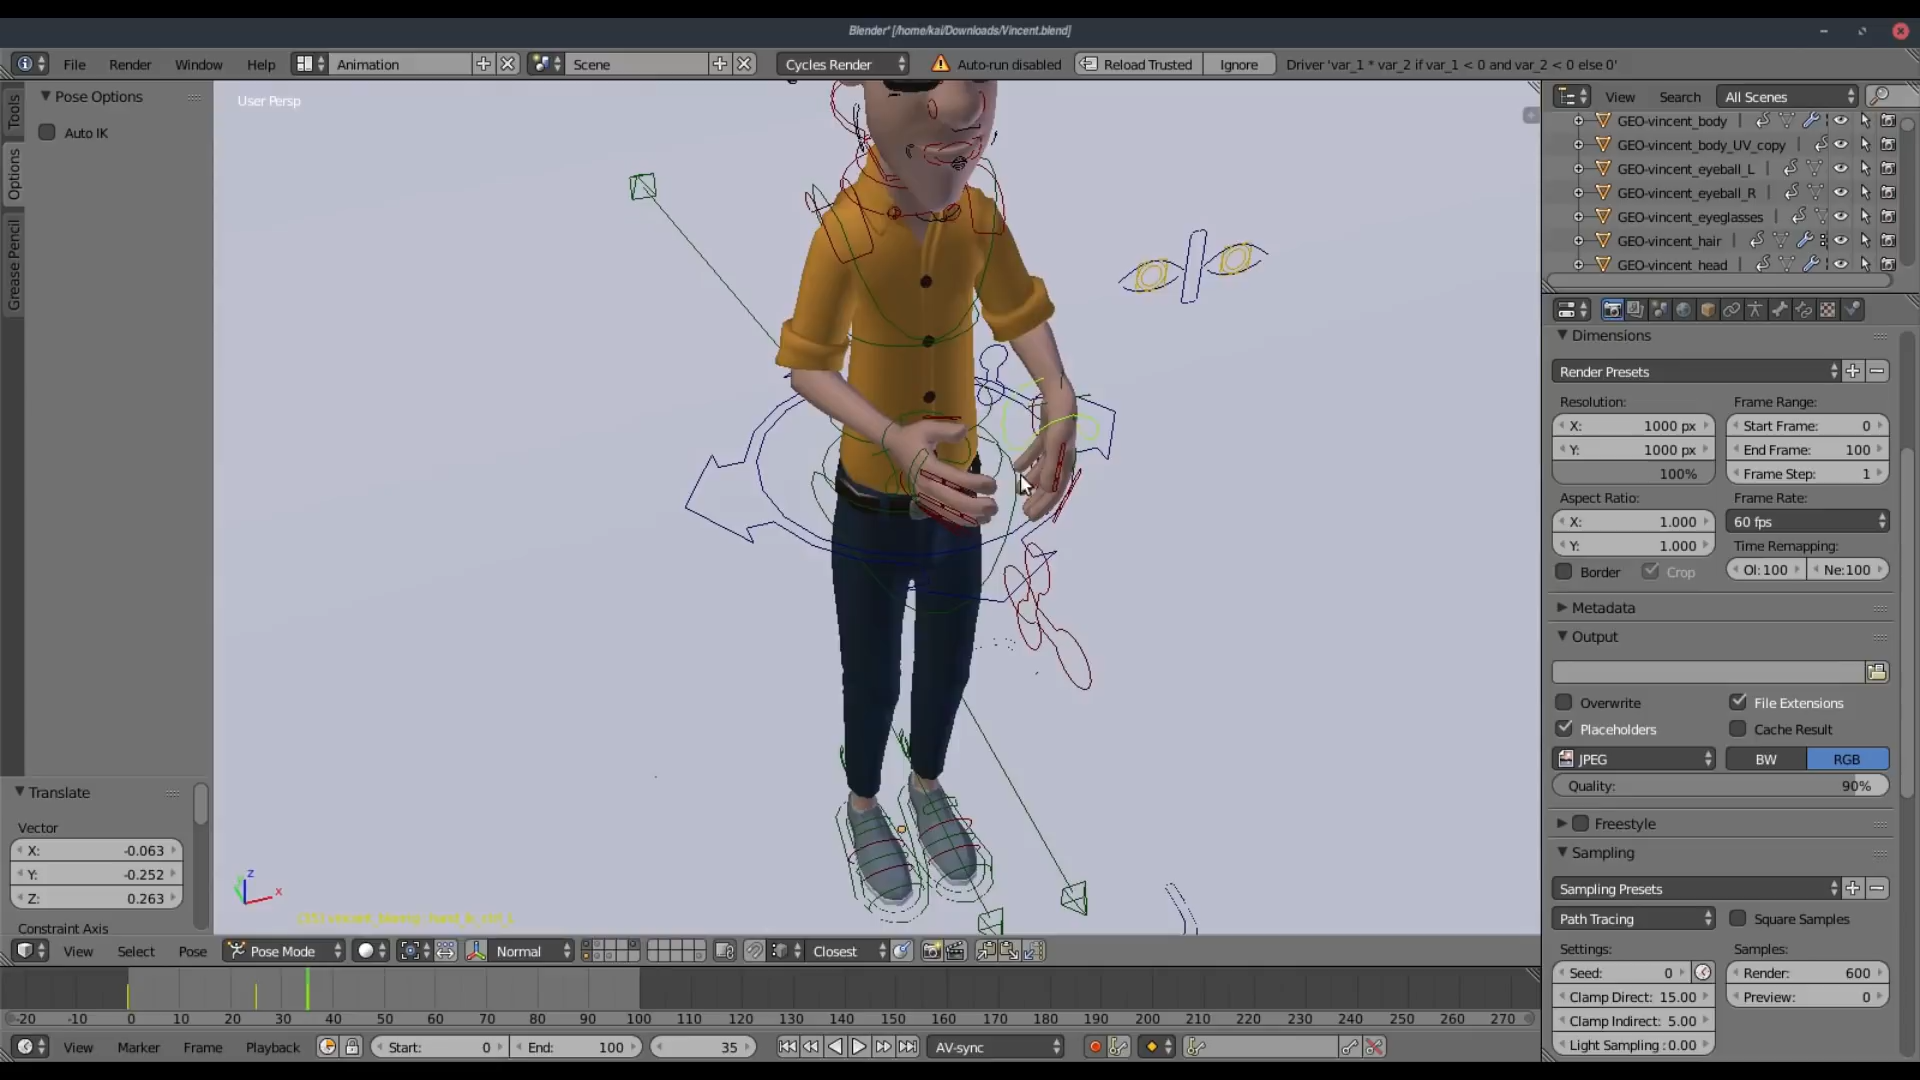 Blender* [/home/kai/Downloads/Vincent.blend]
File Render Window Help Animation Scene Cycles Render Auto-run disabled Reload Trusted Ignore Driver 'var_1 * var_2 if var_1 < 0 and var_2 < 0 else 0'
Tools
Options
Grease Pencil
Pose Options
Auto IK
Translate
Vector
X: -0.063
Y: -0.252
Z: 0.263
Constraint Axis
User Persp
z
x
View Select Pose Pose Mode Normal Closest
-20 -10 0 10 20 30 40 50 60 70 80 90 100 110 120 130 140 150 160 170 180 190 200 210 220 230 240 250 260 270
View Marker Frame Playback Start: 0 End: 100 35 AV-sync
View Search All Scenes
GEO-vincent_body
GEO-vincent_body_UV_copy
GEO-vincent_eyeball_L
GEO-vincent_eyeball_R
GEO-vincent_eyeglasses
GEO-vincent_hair
GEO-vincent_head
Dimensions
Render Presets
Resolution: Frame Range:
X: 1000 px Start Frame: 0
Y: 1000 px End Frame: 100
100% Frame Step: 1
Aspect Ratio: Frame Rate:
X: 1.000 60 fps
Y: 1.000 Time Remapping:
Border Crop Ol:100 Ne:100
Metadata
Output
Overwrite File Extensions
Placeholders Cache Result
JPEG BW RGB
Quality: 90%
Freestyle
Sampling
Sampling Presets
Path Tracing Square Samples
Settings: Samples:
Seed: 0 Render: 600
Clamp Direct: 15.00 Preview: 0
Clamp Indirect: 5.00
Light Sampling: 0.00